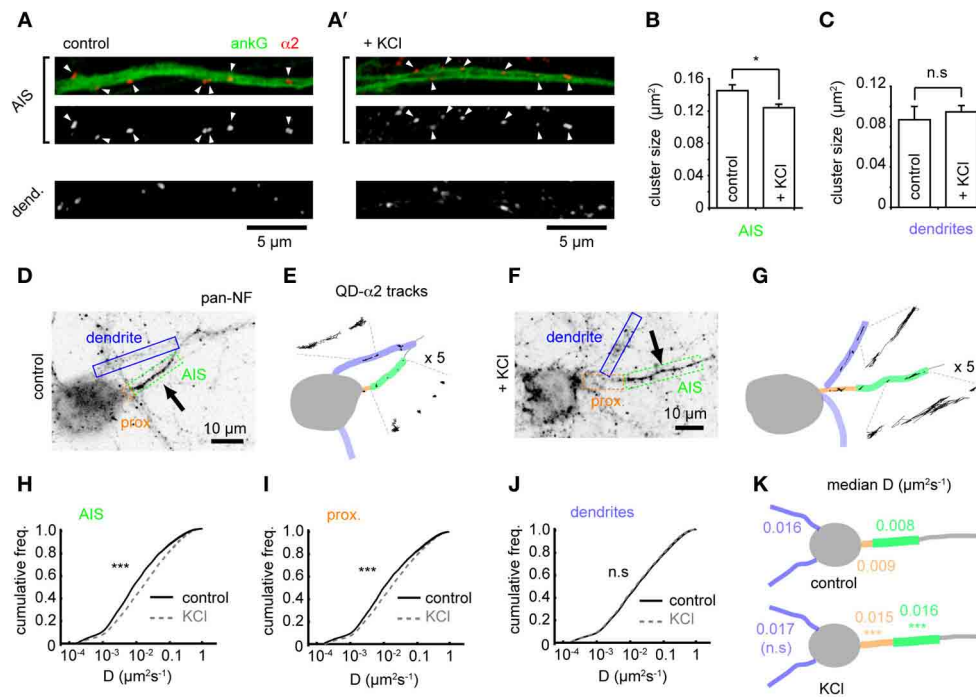 A
control
ankG α2
A′
+ KCl
AIS
dend.
5 µm
5 µm
B
cluster size (µm²)
0.16
0.12
0.08
0.04
0
*
control
+ KCl
AIS
C
cluster size (µm²)
0.16
0.12
0.08
0.04
0
n.s
control
+ KCl
dendrites
D
pan-NF
control
dendrite
AIS
prox
10 µm
E
QD-α2 tracks
x 5
F
+ KCl
dendrite
AIS
prox.
10 µm
G
x 5
H
AIS
cumulative freq.
1.0
0.8
0.6
0.4
0.2
0
***
control
KCl
10⁻⁴ 10⁻³ 10⁻² 0.1 1
D (µm²s⁻¹)
I
prox.
cumulative freq.
1.0
0.8
0.6
0.4
0.2
0
***
control
KCl
10⁻⁴ 10⁻³ 10⁻² 0.1 1
D (µm²s⁻¹)
J
dendrites
cumulative freq.
1.0
0.8
0.6
0.4
0.2
0
n.s
control
KCl
10⁻⁴ 10⁻³ 10⁻² 0.1 1
D (µm²s⁻¹)
K
median D (µm²s⁻¹)
0.016
0.008
0.009
control
0.017
(n.s)
0.015
***
0.016
***
KCl